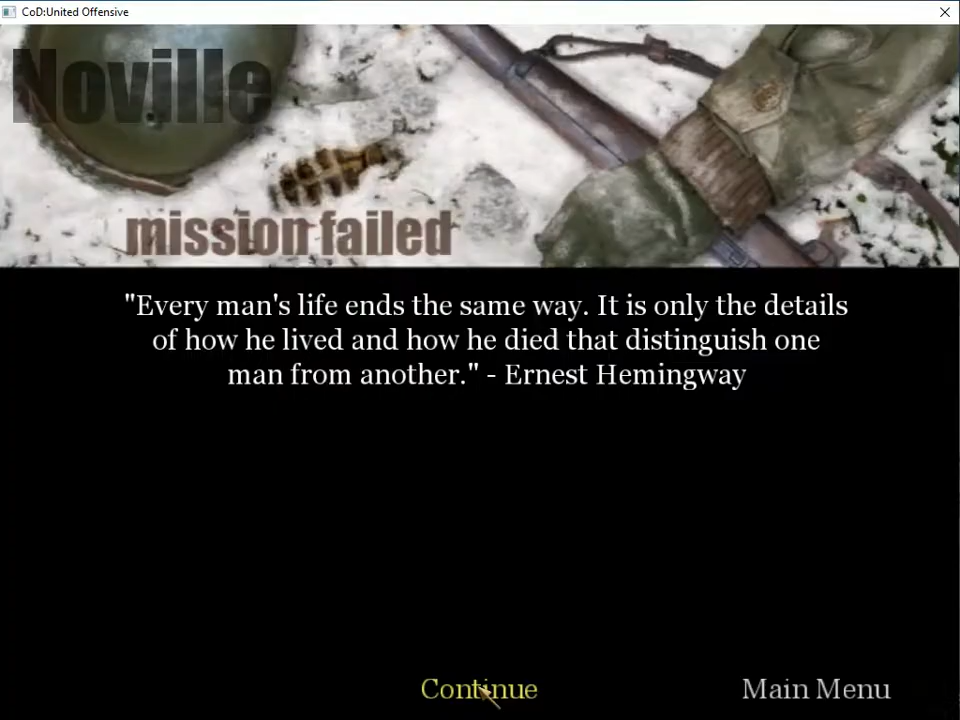 CoD:United Offensive
Noville
mission failed
"Every man's life ends the same way. It is only the details
of how he lived and how he died that distinguish one
man from another." - Ernest Hemingway
Continue
Main Menu